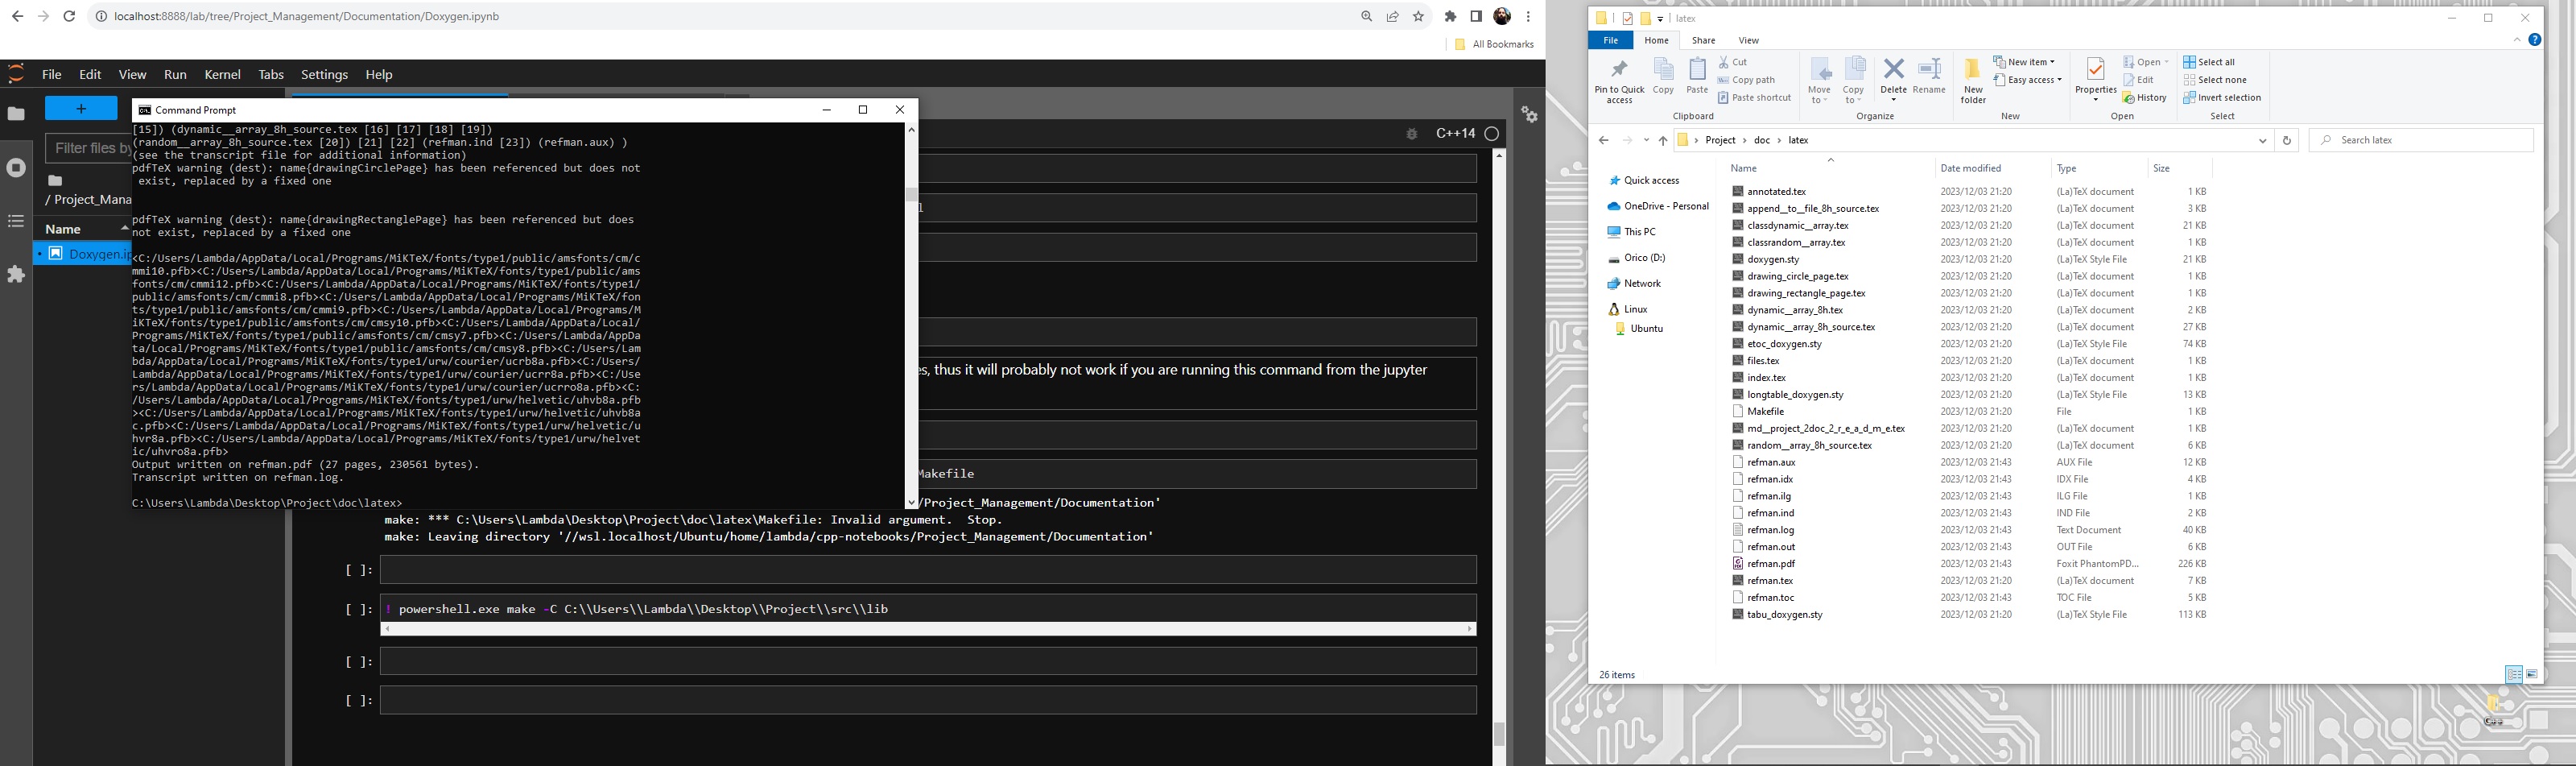 localhost:8888/lab/tree/Project_Management/Documentation/Doxygen.ipynb
All Bookmarks
File Edit View Run Kernel Tabs Settings Help
+
Filter files by
/ Project_Mana
Name
Doxygen.ip
C++14
Command Prompt
[15]) (dynamic__array_8h_source.tex [16] [17] [18] [19])
(random__array_8h_source.tex [20]) [21] [22] (refman.ind [23]) (refman.aux) )
(see the transcript file for additional information)
pdfTeX warning (dest): name{drawingCirclePage} has been referenced but does not
exist, replaced by a fixed one
pdfTeX warning (dest): name{drawingRectanglePage} has been referenced but does
not exist, replaced by a fixed one
<C:/Users/Lambda/AppData/Local/Programs/MiKTeX/fonts/type1/public/amsfonts/cm/c
mmi10.pfb><C:/Users/Lambda/AppData/Local/Programs/MiKTeX/fonts/type1/public/ams
fonts/cm/cmmi12.pfb><C:/Users/Lambda/AppData/Local/Programs/MiKTeX/fonts/type1/
public/amsfonts/cm/cmmi8.pfb><C:/Users/Lambda/AppData/Local/Programs/MiKTeX/fon
ts/type1/public/amsfonts/cm/cmmi9.pfb><C:/Users/Lambda/AppData/Local/Programs/M
iKTeX/fonts/type1/public/amsfonts/cm/cmsy10.pfb><C:/Users/Lambda/AppData/Local/
Programs/MiKTeX/fonts/type1/public/amsfonts/cm/cmsy7.pfb><C:/Users/Lambda/AppDa
ta/Local/Programs/MiKTeX/fonts/type1/public/amsfonts/cm/cmsy8.pfb><C:/Users/Lam
bda/AppData/Local/Programs/MiKTeX/fonts/type1/urw/courier/ucrb8a.pfb><C:/Users/
Lambda/AppData/Local/Programs/MiKTeX/fonts/type1/urw/courier/ucrr8a.pfb><C:/Use
rs/Lambda/AppData/Local/Programs/MiKTeX/fonts/type1/urw/courier/ucrro8a.pfb><C:
/Users/Lambda/AppData/Local/Programs/MiKTeX/fonts/type1/urw/helvetic/uhvb8a.pfb
><C:/Users/Lambda/AppData/Local/Programs/MiKTeX/fonts/type1/urw/helvetic/uhvb8a
c.pfb><C:/Users/Lambda/AppData/Local/Programs/MiKTeX/fonts/type1/urw/helvetic/u
hvr8a.pfb><C:/Users/Lambda/AppData/Local/Programs/MiKTeX/fonts/type1/urw/helvet
ic/uhvro8a.pfb>
Output written on refman.pdf (27 pages, 230561 bytes).
Transcript written on refman.log.
C:\Users\Lambda\Desktop\Project\doc\latex>
l
es, thus it will probably not work if you are running this command from the jupyter
Makefile
/Project_Management/Documentation'
make: *** C:\Users\Lambda\Desktop\Project\doc\latex\Makefile: Invalid argument.  Stop.
make: Leaving directory '//wsl.localhost/Ubuntu/home/lambda/cpp-notebooks/Project_Management/Documentation'
[ ]:
[ ]: ! powershell.exe make -C C:\\Users\\Lambda\\Desktop\\Project\\src\\lib
[ ]:
[ ]:
latex
File Home Share View
Pin to Quick access
Copy
Paste
Cut
Copy path
Paste shortcut
Clipboard
Move to
Copy to
Delete
Rename
Organize
New folder
New item
Easy access
New
Properties
Open
Edit
History
Open
Select all
Select none
Invert selection
Select
Project > doc > latex
Search latex
Quick access
OneDrive - Personal
This PC
Orico (D:)
Network
Linux
Ubuntu
Name Date modified Type Size
annotated.tex 2023/12/03 21:20 (La)TeX document 1 KB
append__to__file_8h_source.tex 2023/12/03 21:20 (La)TeX document 3 KB
classdynamic__array.tex 2023/12/03 21:20 (La)TeX document 21 KB
classrandom__array.tex 2023/12/03 21:20 (La)TeX document 1 KB
doxygen.sty 2023/12/03 21:20 (La)TeX Style File 21 KB
drawing_circle_page.tex 2023/12/03 21:20 (La)TeX document 1 KB
drawing_rectangle_page.tex 2023/12/03 21:20 (La)TeX document 1 KB
dynamic__array_8h.tex 2023/12/03 21:20 (La)TeX document 2 KB
dynamic__array_8h_source.tex 2023/12/03 21:20 (La)TeX document 27 KB
etoc_doxygen.sty 2023/12/03 21:20 (La)TeX Style File 74 KB
files.tex 2023/12/03 21:20 (La)TeX document 1 KB
index.tex 2023/12/03 21:20 (La)TeX document 1 KB
longtable_doxygen.sty 2023/12/03 21:20 (La)TeX Style File 13 KB
Makefile 2023/12/03 21:20 File 1 KB
md__project_2doc_2_r_e_a_d_m_e.tex 2023/12/03 21:20 (La)TeX document 1 KB
random__array_8h_source.tex 2023/12/03 21:20 (La)TeX document 6 KB
refman.aux 2023/12/03 21:43 AUX File 12 KB
refman.idx 2023/12/03 21:43 IDX File 4 KB
refman.ilg 2023/12/03 21:43 ILG File 1 KB
refman.ind 2023/12/03 21:43 IND File 2 KB
refman.log 2023/12/03 21:43 Text Document 40 KB
refman.out 2023/12/03 21:43 OUT File 6 KB
refman.pdf 2023/12/03 21:43 Foxit PhantomPD... 226 KB
refman.tex 2023/12/03 21:20 (La)TeX document 7 KB
refman.toc 2023/12/03 21:43 TOC File 5 KB
tabu_doxygen.sty 2023/12/03 21:20 (La)TeX Style File 113 KB
26 items